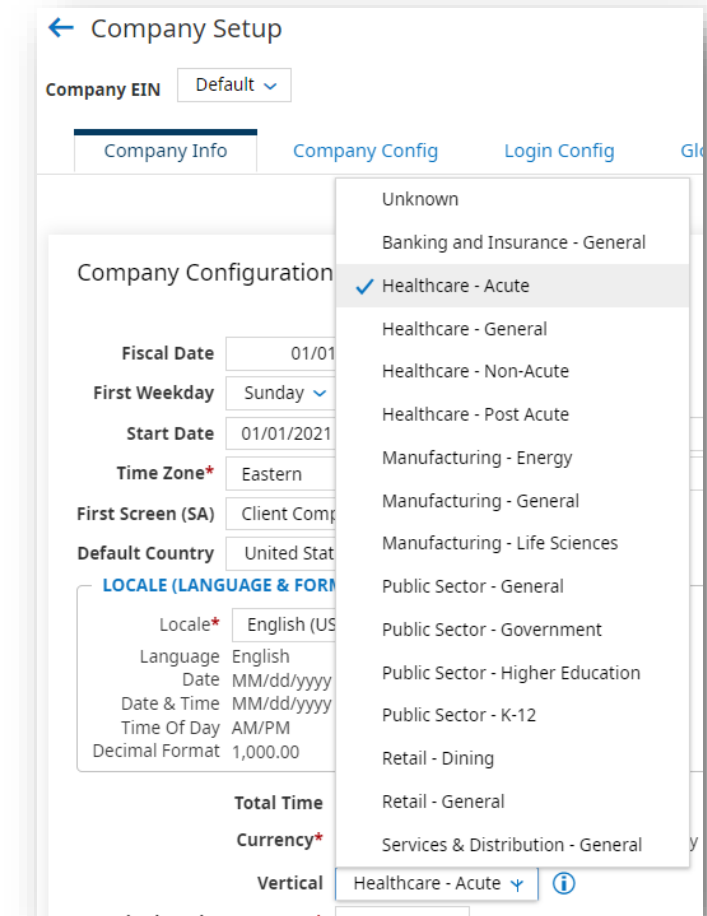 Company Setup
Company EIN Default
Company Info Company Config Login Config
Unknown
Banking and Insurance - General
Company Configuration
Healthcare - Acute
Healthcare - General
Fiscal Date 01/01
Healthcare - Non-Acute
First Weekday Sunday
Healthcare - Post Acute
Start Date 01/01/2021
Manufacturing - Energy
Time Zone* Eastern
Manufacturing - General
First Screen (SA) Client
Manufacturing - Life Sciences
Default Country United
Public Sector - General
LOCALE (LANGUAGE &
Locale* English
Public Sector - Government
Language English
Public Sector - Higher Education
Date MM/dd/yyyy
Date & Time MM/dd/yyyy
Public Sector - K-12
Time Of Day AM/PM
Decimal Format 1,000.00
Retail - Dining
Total Time
Retail - General
Currency*
Services & Distribution - General
Vertical Healthcare - Acute